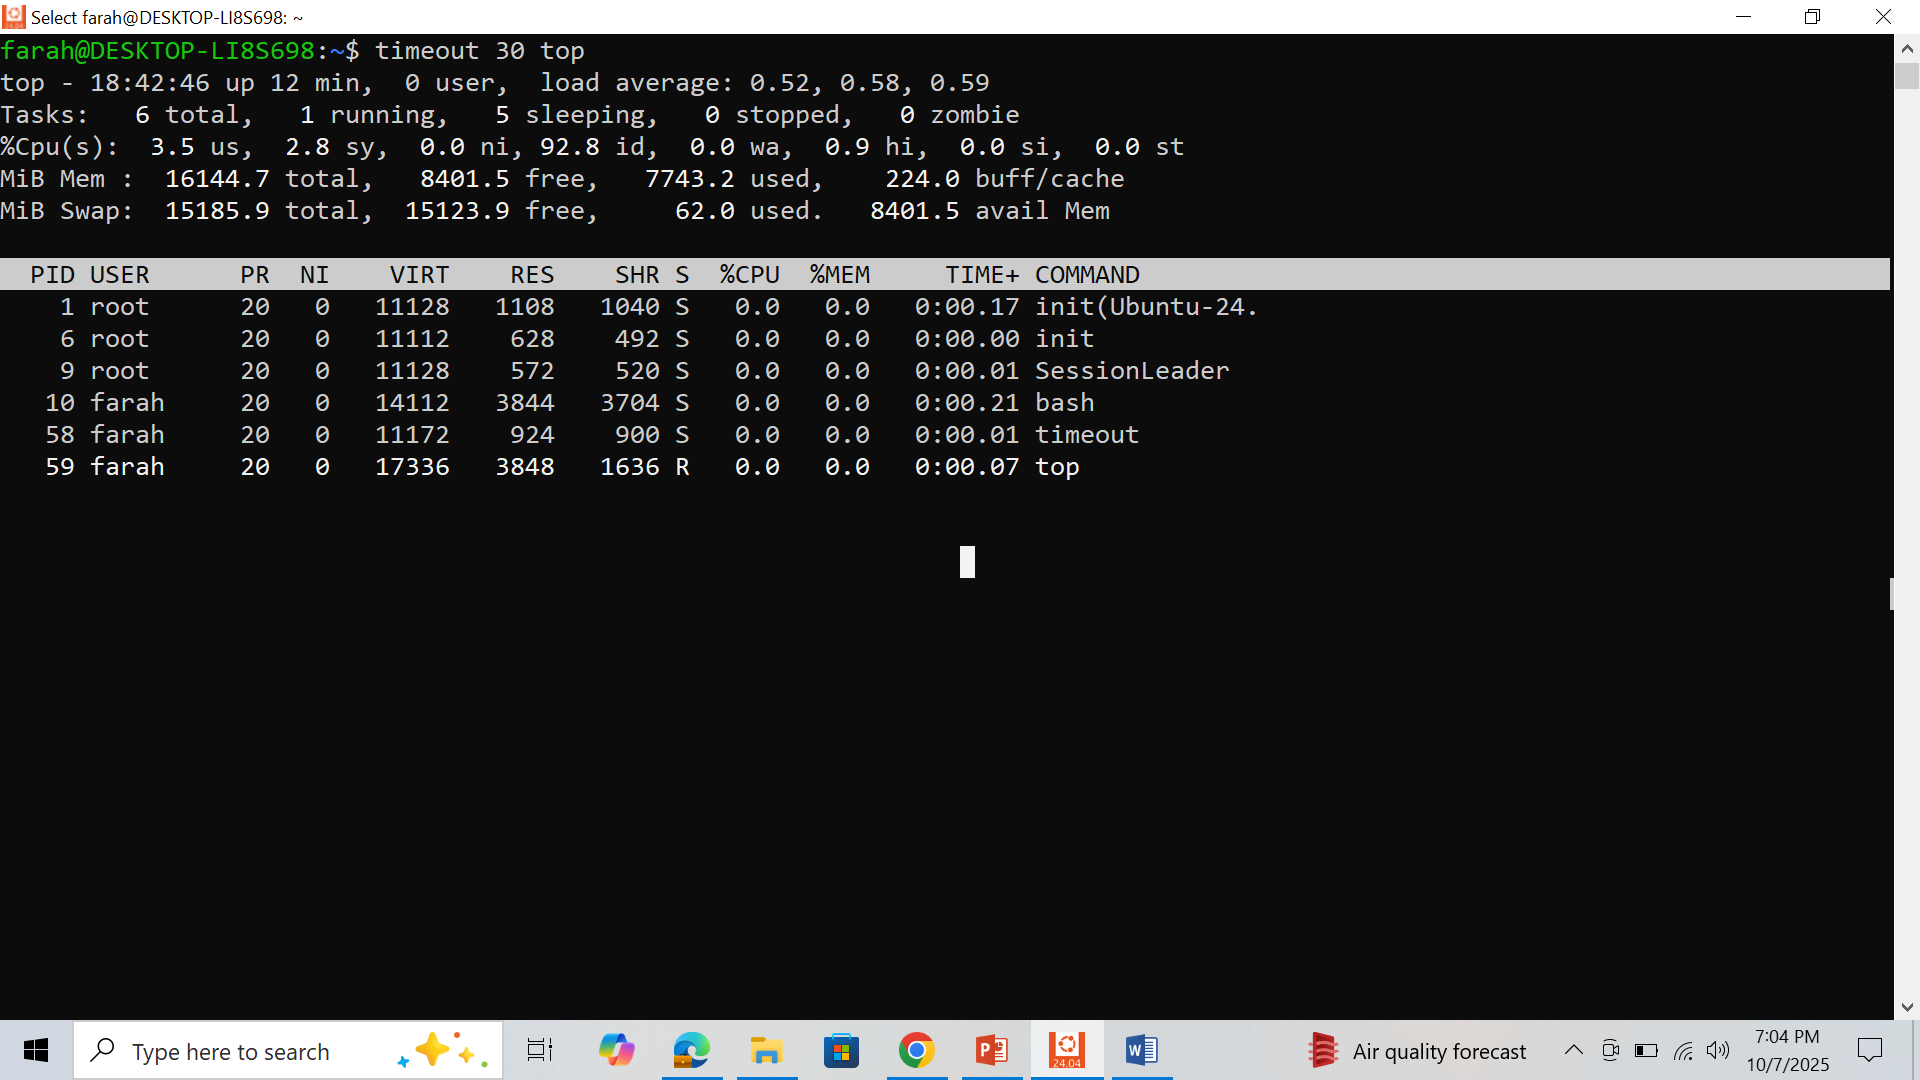 Select farah@DESKTOP-LI8S698: ~
farah@DESKTOP-LI8S698:~$ timeout 30 top
top - 18:42:46 up 12 min,  0 user,  load average: 0.52, 0.58, 0.59
Tasks:   6 total,   1 running,   5 sleeping,   0 stopped,   0 zombie
%Cpu(s):  3.5 us,  2.8 sy,  0.0 ni, 92.8 id,  0.0 wa,  0.9 hi,  0.0 si,  0.0 st
MiB Mem :  16144.7 total,   8401.5 free,   7743.2 used,    224.0 buff/cache
MiB Swap:  15185.9 total,  15123.9 free,     62.0 used.   8401.5 avail Mem
PID USER      PR  NI    VIRT    RES    SHR S  %CPU  %MEM     TIME+ COMMAND
1 root      20   0   11128   1108   1040 S   0.0   0.0   0:00.17 init(Ubuntu-24.
6 root      20   0   11112    628    492 S   0.0   0.0   0:00.00 init
9 root      20   0   11128    572    520 S   0.0   0.0   0:00.01 SessionLeader
10 farah     20   0   14112   3844   3704 S   0.0   0.0   0:00.21 bash
58 farah     20   0   11172    924    900 S   0.0   0.0   0:00.01 timeout
59 farah     20   0   17336   3848   1636 R   0.0   0.0   0:00.07 top
Type here to search
24.04
Air quality forecast
7:04 PM
10/7/2025